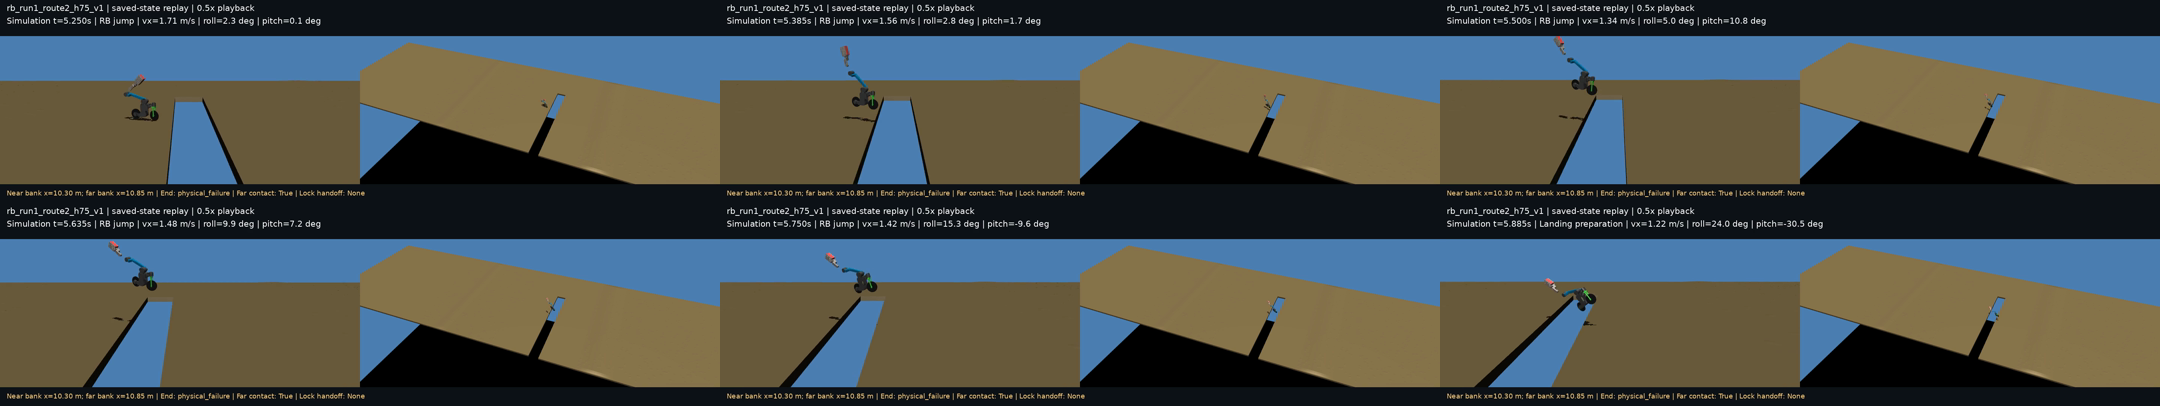 rb_run1_route2_h75_v1 | saved-state replay | 0.5x playback
Simulation t=5.250s | RB jump | vx=1.71 m/s | roll=2.3 deg | pitch=0.1 deg
Near bank x=10.30 m; far bank x=10.85 m | End: physical_failure | Far contact: True | Lock handoff: None
rb_run1_route2_h75_v1 | saved-state replay | 0.5x playback
Simulation t=5.385s | RB jump | vx=1.56 m/s | roll=2.8 deg | pitch=1.7 deg
Near bank x=10.30 m; far bank x=10.85 m | End: physical_failure | Far contact: True | Lock handoff: None
rb_run1_route2_h75_v1 | saved-state replay | 0.5x playback
Simulation t=5.500s | RB jump | vx=1.34 m/s | roll=5.0 deg | pitch=10.8 deg
Near bank x=10.30 m; far bank x=10.85 m | End: physical_failure | Far contact: True | Lock handoff: None
rb_run1_route2_h75_v1 | saved-state replay | 0.5x playback
Simulation t=5.635s | RB jump | vx=1.48 m/s | roll=9.9 deg | pitch=7.2 deg
Near bank x=10.30 m; far bank x=10.85 m | End: physical_failure | Far contact: True | Lock handoff: None
rb_run1_route2_h75_v1 | saved-state replay | 0.5x playback
Simulation t=5.750s | RB jump | vx=1.42 m/s | roll=15.3 deg | pitch=-9.6 deg
Near bank x=10.30 m; far bank x=10.85 m | End: physical_failure | Far contact: True | Lock handoff: None
rb_run1_route2_h75_v1 | saved-state replay | 0.5x playback
Simulation t=5.885s | Landing preparation | vx=1.22 m/s | roll=24.0 deg | pitch=-30.5 deg
Near bank x=10.30 m; far bank x=10.85 m | End: physical_failure | Far contact: True | Lock handoff: None